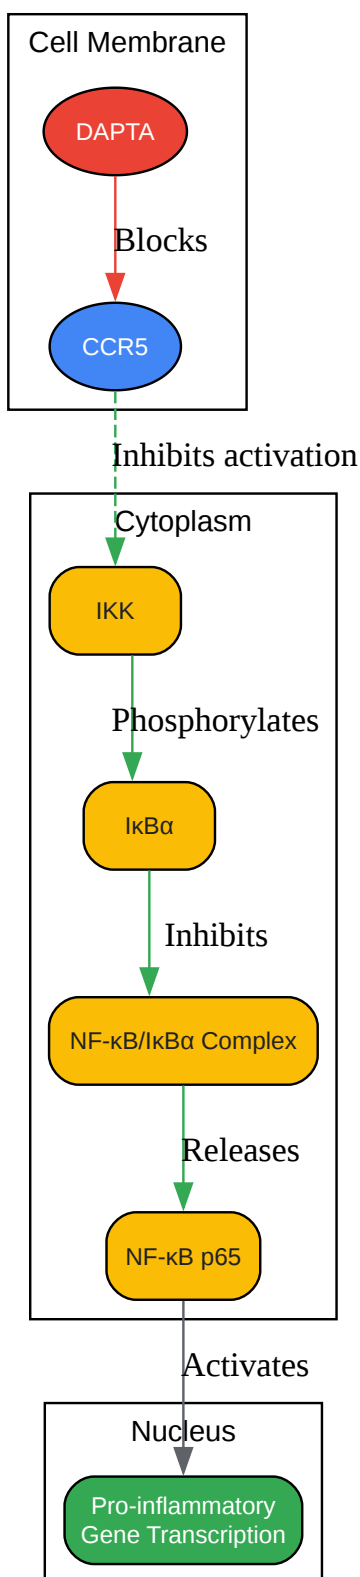 Cell Membrane
DAPTA
Blocks
CCR5
Inhibits activation
Cytoplasm
IKK
Phosphorylates
IκBα
Inhibits
NF-κB/IκBα Complex
Releases
NF-κB p65
Activates
Nucleus
Pro-inflammatory
Gene Transcription